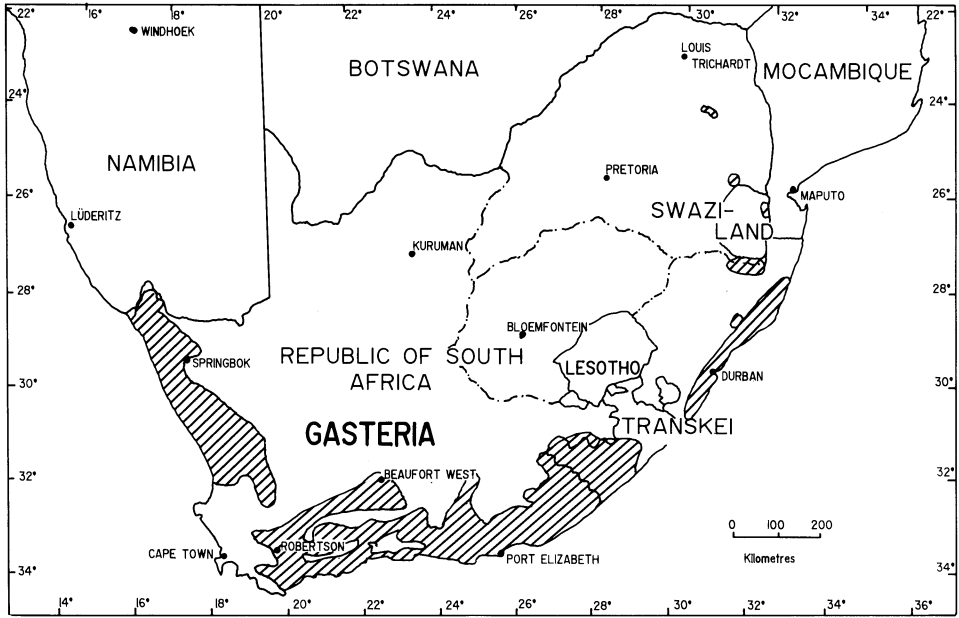 14° 16° 18° 20° 22° 24° 26° 28° 30° 32° 22°
WINDHOEK
LOUIS
TRICHARDT
BOTSWANA
MOCAMBIQUE
24° 24°
NAMIBIA
PRETORIA
26° 26°
MAPUTO
LÜDERITZ
SWAZI-
LAND
KURUMAN
28° 28°
BLOEMFONTEIN
REPUBLIC OF SOUTH
AFRICA
SPRINGBOK
LESOTHO
DURBAN
30° 30°
TRANSKEI
GASTERIA
32° 32°
BEAUFORT WEST
0 100 200
Kilometres
CAPE TOWN
ROBERTSON
PORT ELIZABETH
34° 34°
14° 16° 18° 20° 22° 24° 26° 28° 30° 32° 34° 36°